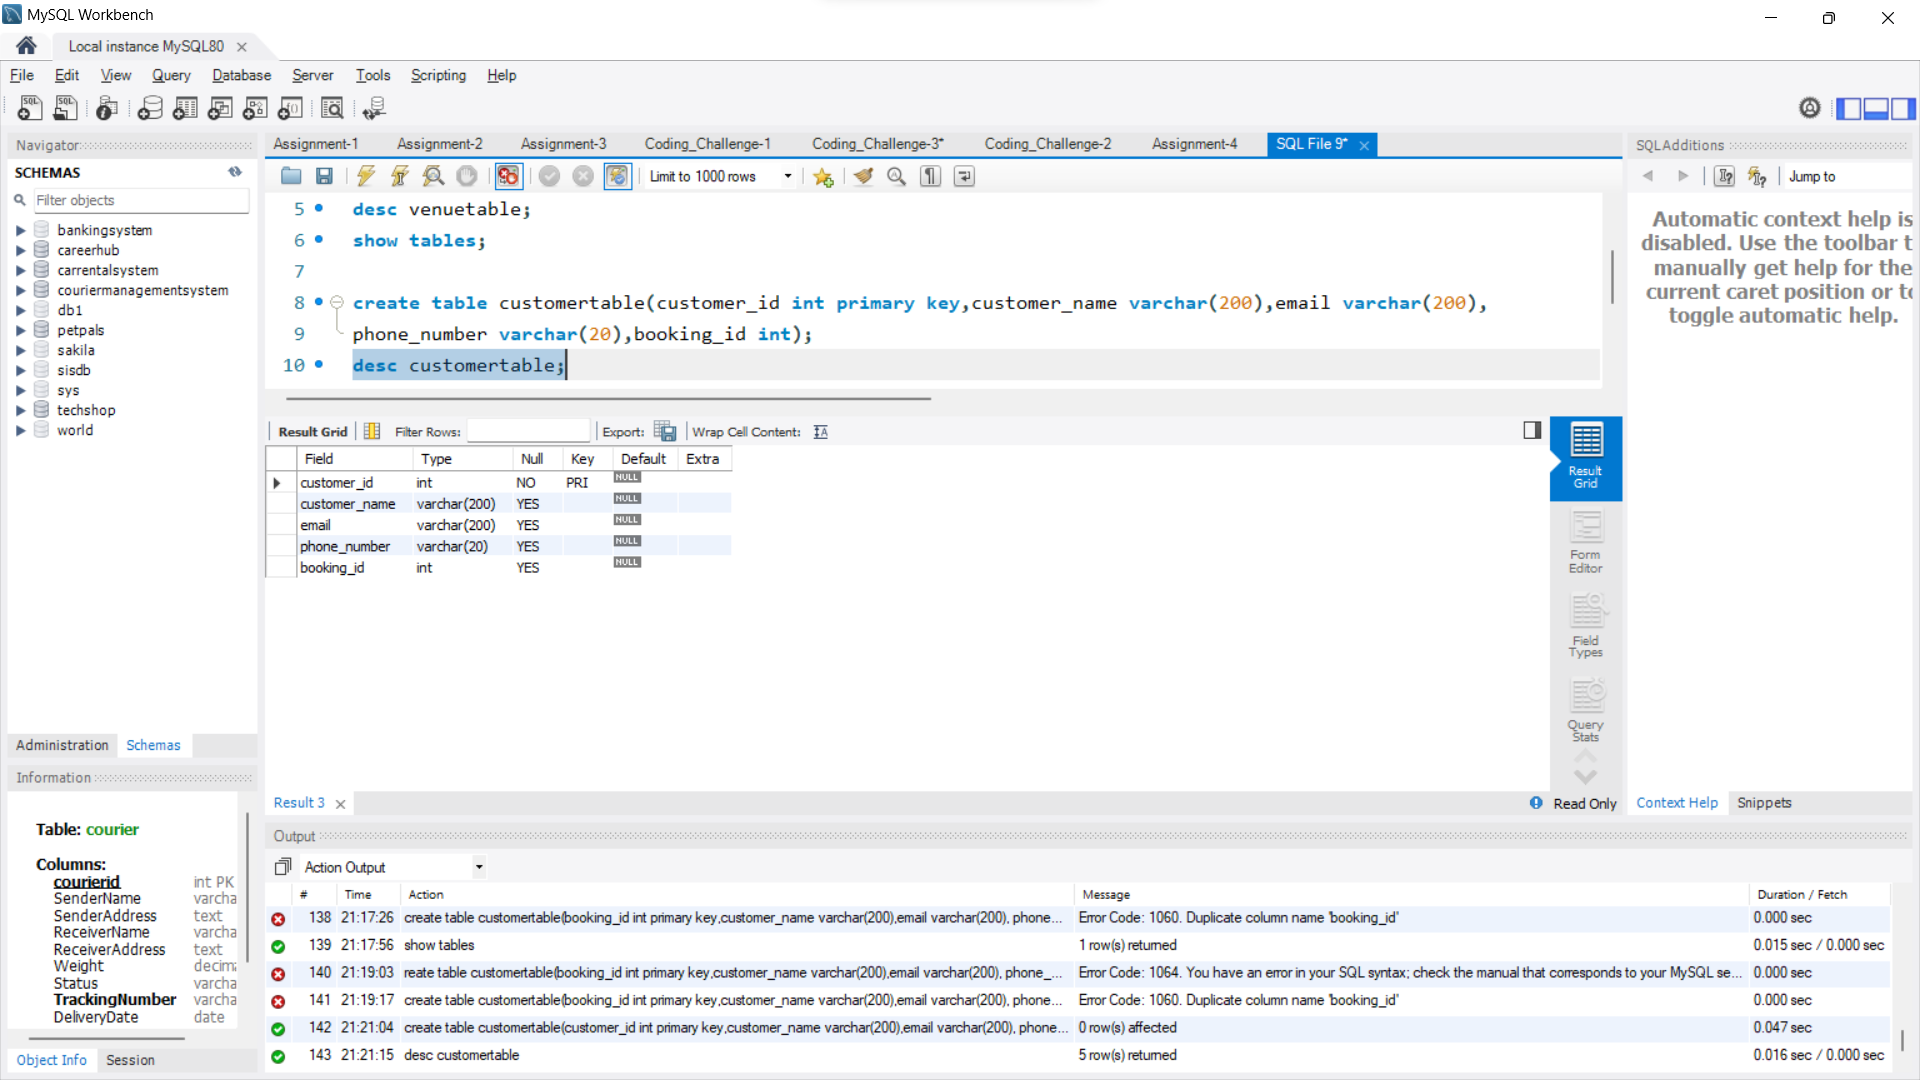 MySQL Workbench
Local instance MySQL80
File Edit View Query Database Server Tools Scripting Help
Navigator
SCHEMAS
Filter objects
bankingsystem
careerhub
carrentalsystem
couriermanagementsystem
db1
petpals
sakila
sisdb
sys
techshop
world
Administration Schemas
Information
Table: courier
Columns:
courierid int PK
SenderName varcha
SenderAddress text
ReceiverName varcha
ReceiverAddress text
Weight decim
Status varcha
TrackingNumber varcha
DeliveryDate date
Object Info Session
Assignment-1 Assignment-2 Assignment-3 Coding_Challenge-1 Coding_Challenge-3* Coding_Challenge-2 Assignment-4 SQL File 9*
Limit to 1000 rows
5 desc venuetable;
6 show tables;
7
8 create table customertable(customer_id int primary key,customer_name varchar(200),email varchar(200),
9 phone_number varchar(20),booking_id int);
10 desc customertable;
Result Grid Filter Rows: Export: Wrap Cell Content:
Field Type Null Key Default Extra
customer_id int NO PRI NULL
customer_name varchar(200) YES NULL
email varchar(200) YES NULL
phone_number varchar(20) YES NULL
booking_id int YES NULL
Result Grid
Form Editor
Field Types
Query Stats
Result 3
Read Only
SQLAdditions
Jump to
Automatic context help is
disabled. Use the toolbar t
manually get help for the
current caret position or to
toggle automatic help.
Context Help Snippets
Output
Action Output
# Time Action Message Duration / Fetch
138 21:17:26 create table customertable(booking_id int primary key,customer_name varchar(200),email varchar(200), phone... Error Code: 1060. Duplicate column name 'booking_id' 0.000 sec
139 21:17:56 show tables 1 row(s) returned 0.015 sec / 0.000 sec
140 21:19:03 reate table customertable(booking_id int primary key,customer_name varchar(200),email varchar(200), phone_... Error Code: 1064. You have an error in your SQL syntax; check the manual that corresponds to your MySQL se... 0.000 sec
141 21:19:17 create table customertable(booking_id int primary key,customer_name varchar(200),email varchar(200), phone... Error Code: 1060. Duplicate column name 'booking_id' 0.000 sec
142 21:21:04 create table customertable(customer_id int primary key,customer_name varchar(200),email varchar(200), phone... 0 row(s) affected 0.047 sec
143 21:21:15 desc customertable 5 row(s) returned 0.016 sec / 0.000 sec